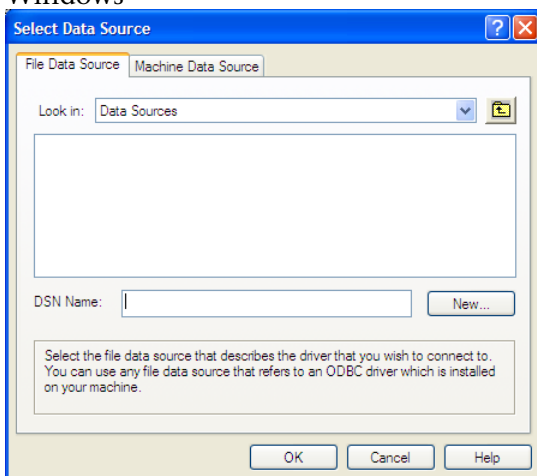 Windows
Select Data Source
File Data Source Machine Data Source
Look in: Data Sources
DSN Name: New...
Select the file data source that describes the driver that you wish to connect to.
You can use any file data source that refers to an ODBC driver which is installed
on your machine.
OK Cancel Help